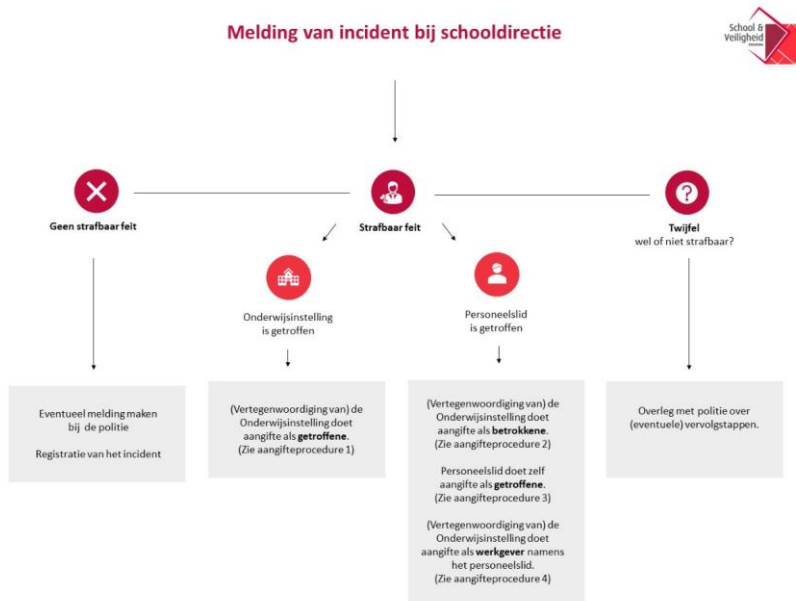 Melding van incident bij schooldirectie
School &
Veiligheid
Geen strafbaar feit
Strafbaar feit
Twijfel
wel of niet strafbaar?
Onderwijsinstelling
is getroffen
Personeelslid
is getroffen
Eventueel melding maken
bij de politie
Registratie van het incident
(Vertegenwoordiging van) de
Onderwijsinstelling doet
aangifte als getroffene.
(Zie aangifteprocedure 1)
(Vertegenwoordiging van) de
Onderwijsinstelling doet
aangifte als betrokkene.
(Zie aangifteprocedure 2)
Personeelslid doet zelf
aangifte als getroffene.
(Zie aangifteprocedure 3)
(Vertegenwoordiging van) de
Onderwijsinstelling doet
aangifte als werkgever namens
het personeelslid.
(Zie aangifteprocedure 4)
Overleg met politie over
(eventuele) vervolgstappen.